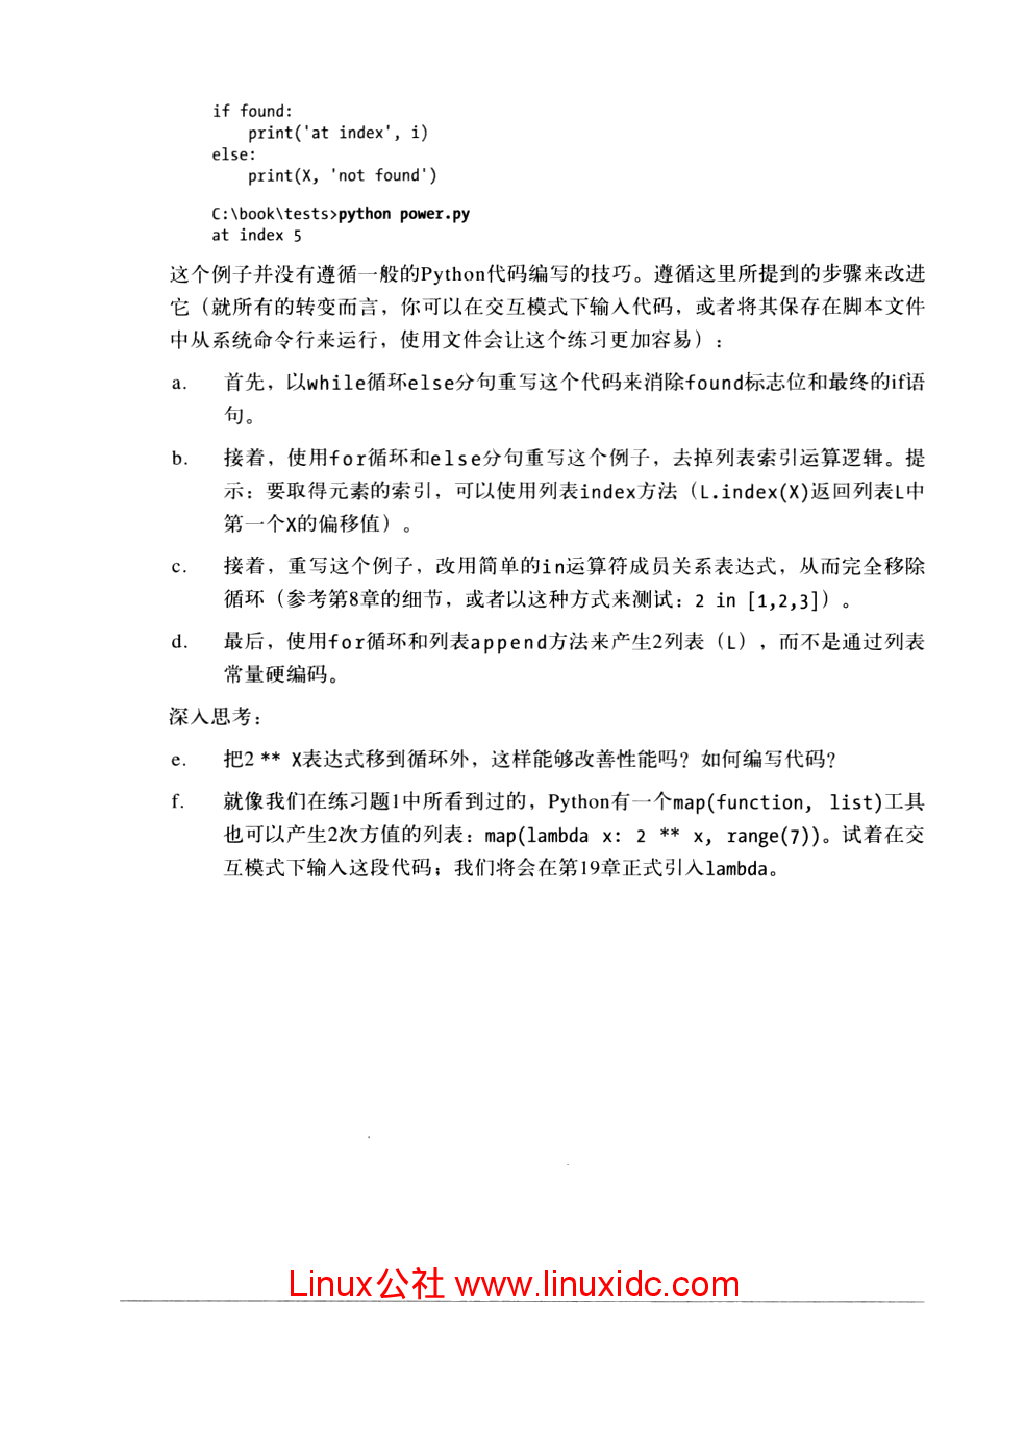 if found:
print('at index', i)
else:
print(X, 'not found')
C:\book\tests>python power.py
at index 5
这个例子并没有遵循一般的Python代码编写的技巧。遵循这里所提到的步骤来改进
它（就所有的转变而言，你可以在交互模式下输入代码，或者将其保存在脚本文件
中从系统命令行来运行，使用文件会让这个练习更加容易）：
a. 首先，以while循环else分句重写这个代码来消除found标志位和最终的if语
句。
b. 接着，使用for循环和else分句重写这个例子，去掉列表索引运算逻辑。提
示：要取得元素的索引，可以使用列表index方法（L.index(X)返回列表L中
第一个X的偏移值）。
c. 接着，重写这个例子，改用简单的in运算符成员关系表达式，从而完全移除
循环（参考第8章的细节，或者以这种方式来测试：2 in [1,2,3]）。
d. 最后，使用for循环和列表append方法来产生2列表（L），而不是通过列表
常量硬编码。
深入思考：
e. 把2 ** X表达式移到循环外，这样能够改善性能吗？如何编写代码？
f. 就像我们在练习题1中所看到过的，Python有一个map(function, list)工具
也可以产生2次方值的列表：map(lambda x: 2 ** x, range(7))。试着在交
互模式下输入这段代码；我们将会在第19章正式引入lambda。
Linux公社 www.linuxidc.com